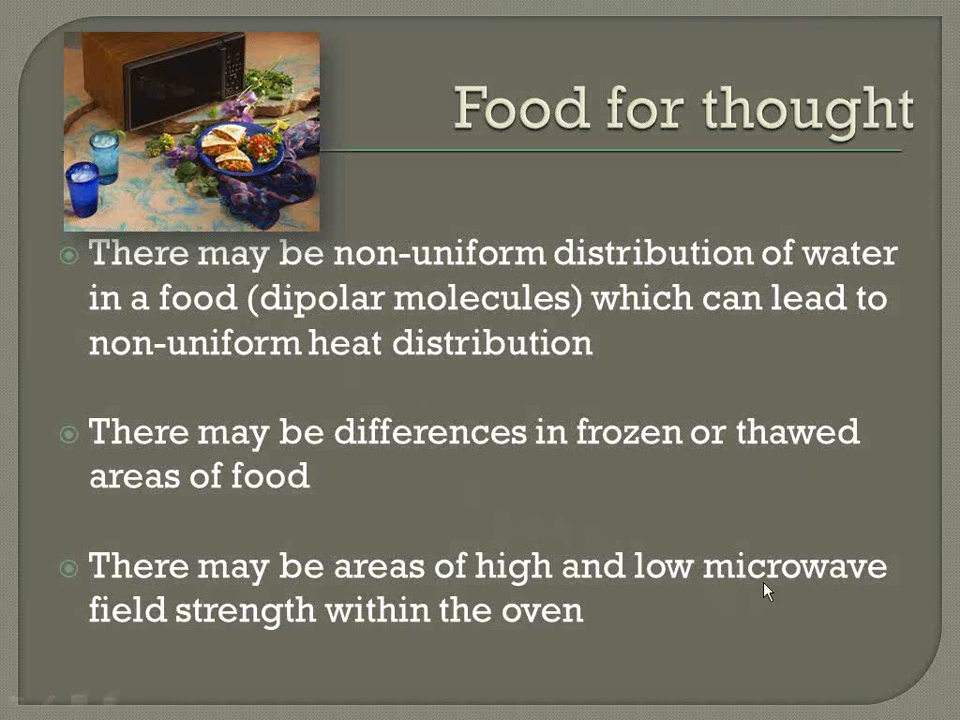 Food for thought
There may be non-uniform distribution of water
in a food (dipolar molecules) which can lead to
non-uniform heat distribution
There may be differences in frozen or thawed
areas of food
There may be areas of high and low microwave
field strength within the oven